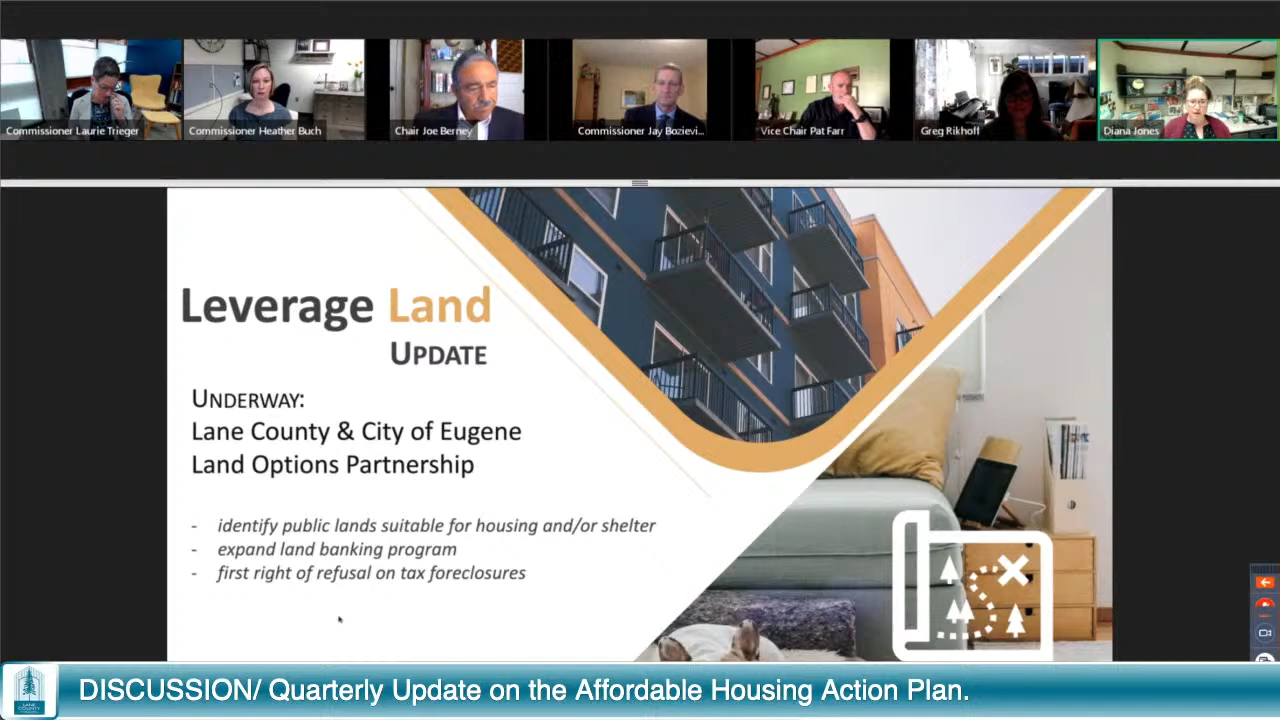 Commissioner Laurie Trieger
Commissioner Heather Buch
Chair Joe Berney
Commissioner Jay Bozievi...
Vice Chair Pat Farr
Greg Rikhoff
Diana Jones
Leverage Land
UPDATE
UNDERWAY:
Lane County & City of Eugene
Land Options Partnership
- identify public lands suitable for housing and/or shelter
- expand land banking program
- first right of refusal on tax foreclosures
LANE COUNTY
DISCUSSION/ Quarterly Update on the Affordable Housing Action Plan.